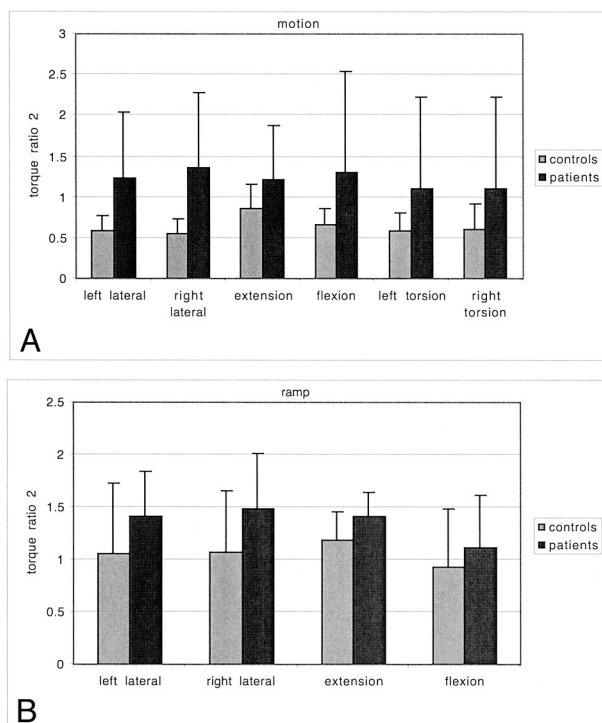 motion
3
2.5
2
1.5
1
0.5
0
torque ratio 2
left lateral
right
lateral
extension
flexion
left torsion
right
torsion
controls
patients
A
ramp
2.5
2
1.5
1
0.5
0
torque ratio 2
left lateral
right lateral
extension
flexion
controls
patients
B